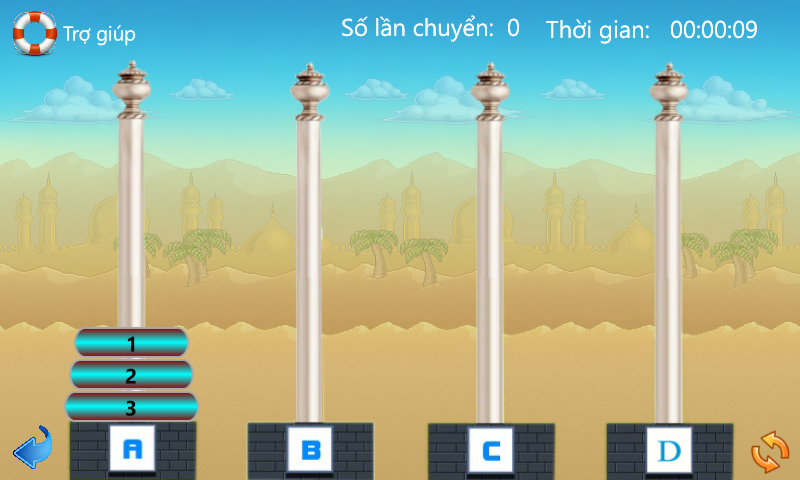 Trợ giúp
Số lần chuyển: 0
Thời gian: 00:00:09
1
2
3
A
B
C
D